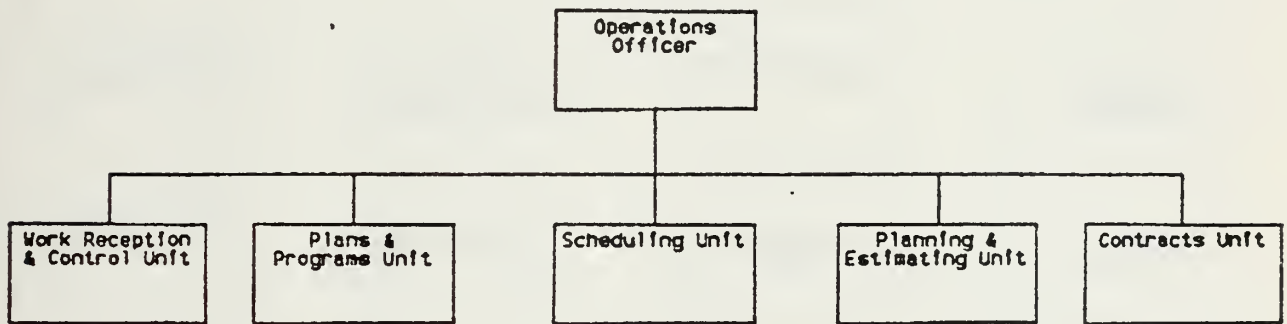 Operations
Officer
Work Reception
& Control Unit
Plans &
Programs Unit
Scheduling Unit
Planning &
Estimating Unit
Contracts Unit